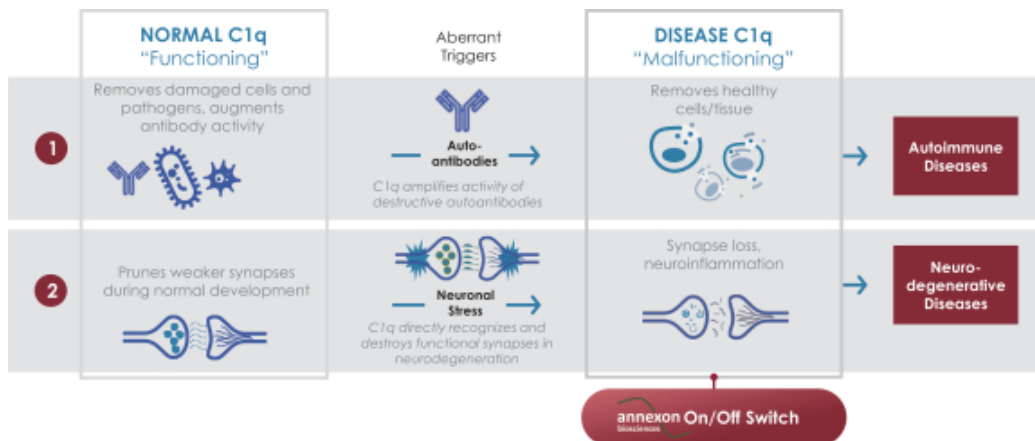 NORMAL C1q
“Functioning”
Aberrant
Triggers
DISEASE C1q
“Malfunctioning”
1
Removes damaged cells and
pathogens, augments
antibody activity
Auto-
antibodies
C1q amplifies activity of
destructive autoantibodies
Removes healthy
cells/tissue
Autoimmune
Diseases
2
Prunes weaker synapses
during normal development
Neuronal
Stress
C1q directly recognizes and
destroys functional synapses in
neurodegeneration
Synapse loss,
neuroinflammation
Neuro-
degenerative
Diseases
annexon
biosciences
On/Off Switch